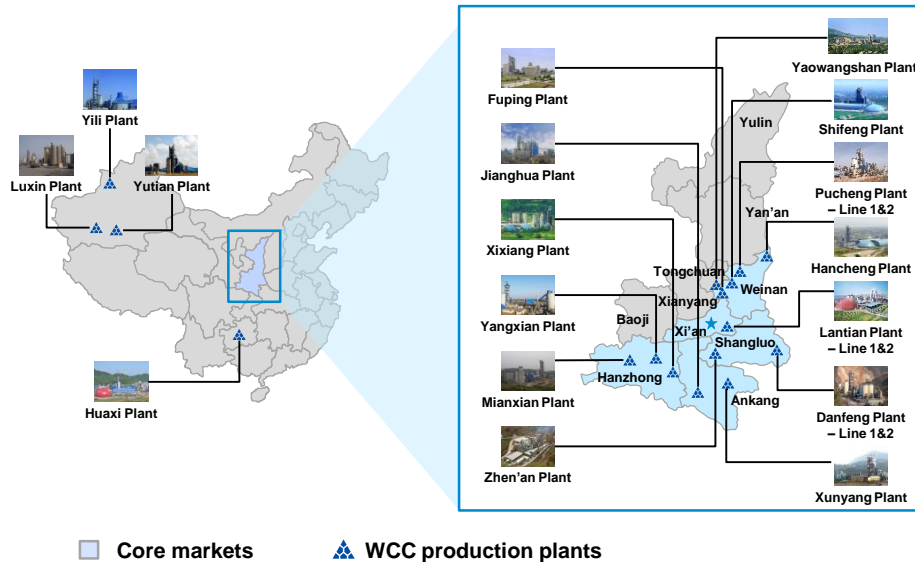 Yili Plant
Luxin Plant
Yutian Plant
Huaxi Plant
Fuping Plant
Jianghua Plant
Xixiang Plant
Yangxian Plant
Mianxian Plant
Zhen'an Plant
Yulin
Yan'an
Tongchuan
Xianyang
Weinan
Baoji
Xi'an
Shangluo
Hanzhong
Ankang
Yaowangshan Plant
Shifeng Plant
Pucheng Plant
– Line 1&2
Hancheng Plant
Lantian Plant
– Line 1&2
Danfeng Plant
– Line 1&2
Xunyang Plant
Core markets
WCC production plants